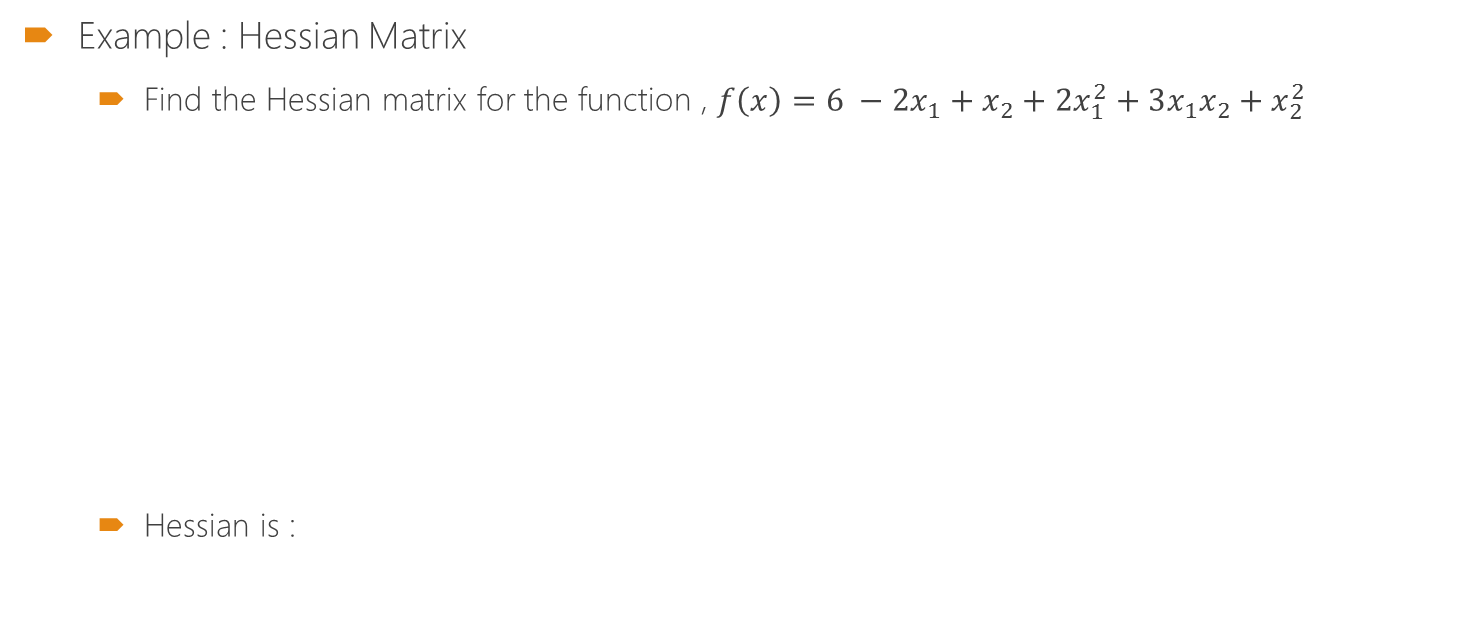 Example : Hessian Matrix
Find the Hessian matrix for the function , 𝑓(𝑥) = 6 − 2𝑥₁ + 𝑥₂ + 2𝑥₁² + 3𝑥₁𝑥₂ + 𝑥₂²
Hessian is :